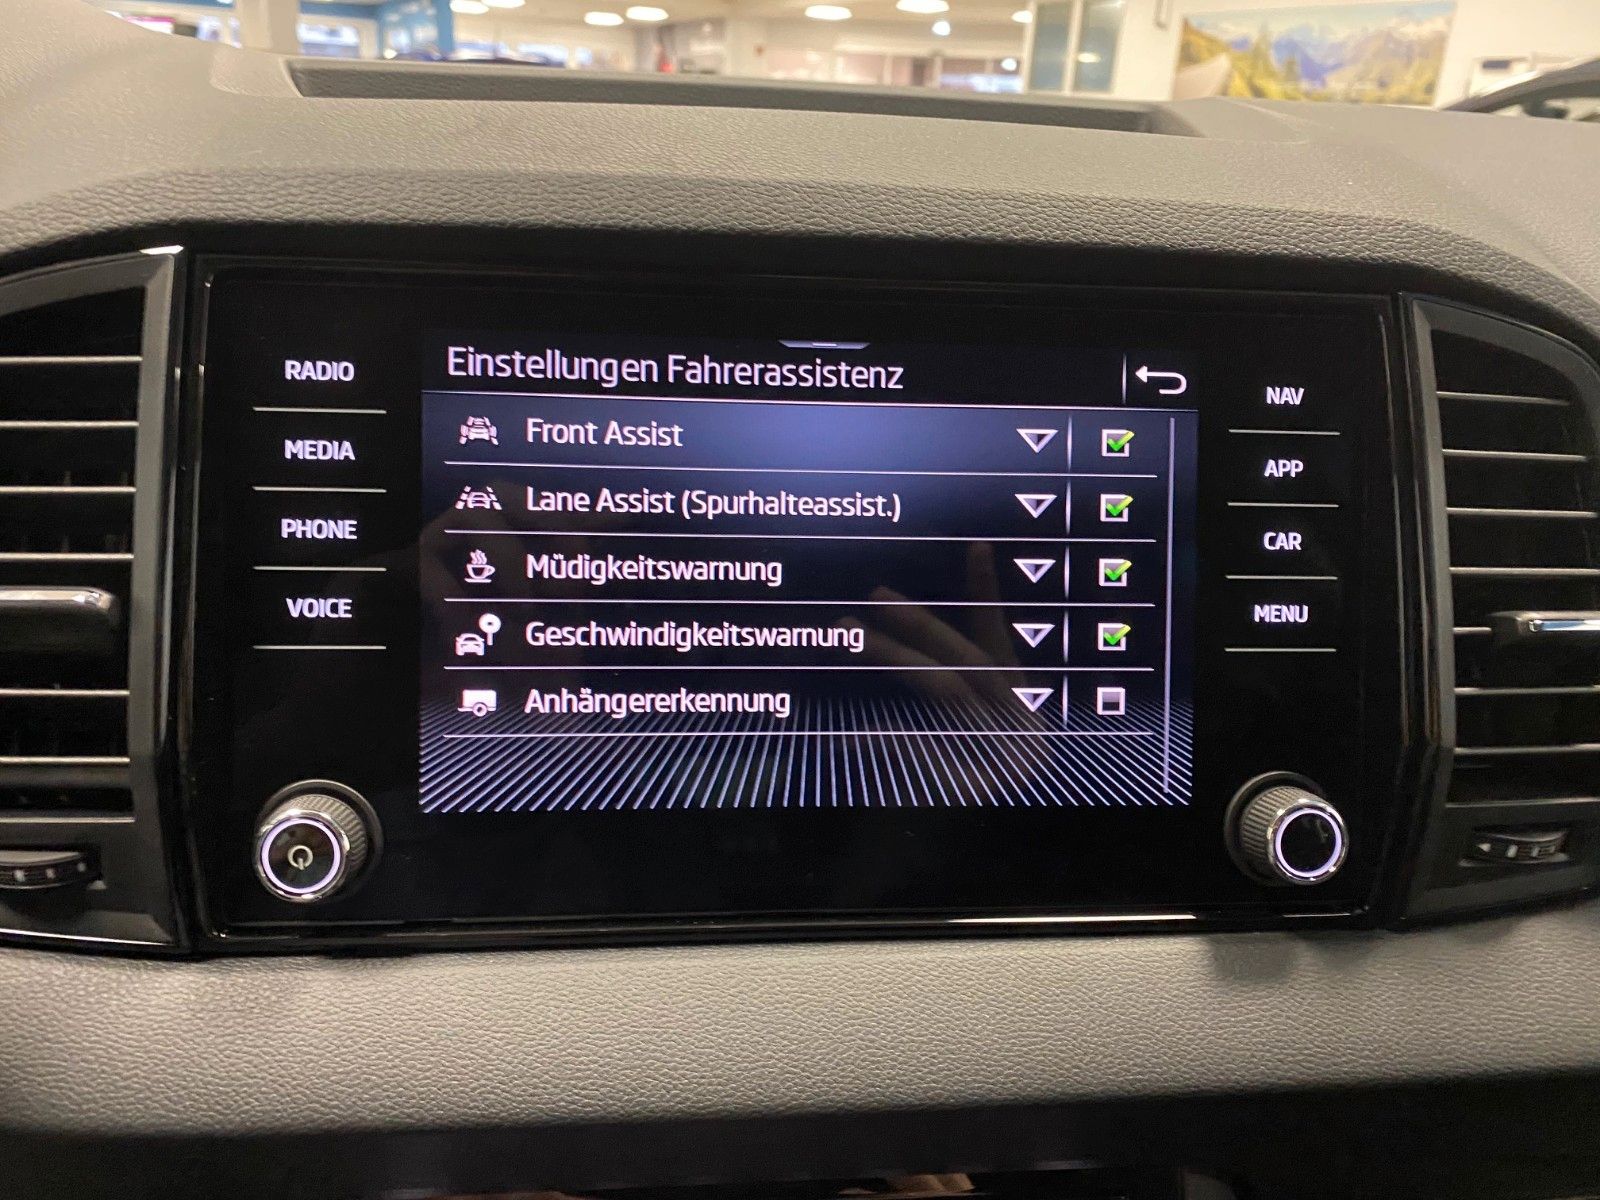 RADIO
MEDIA
PHONE
VOICE
Einstellungen Fahrerassistenz
Front Assist
Lane Assist (Spurhalteassist.)
Müdigkeitswarnung
Geschwindigkeitswarnung
Anhängererkennung
NAV
APP
CAR
MENU